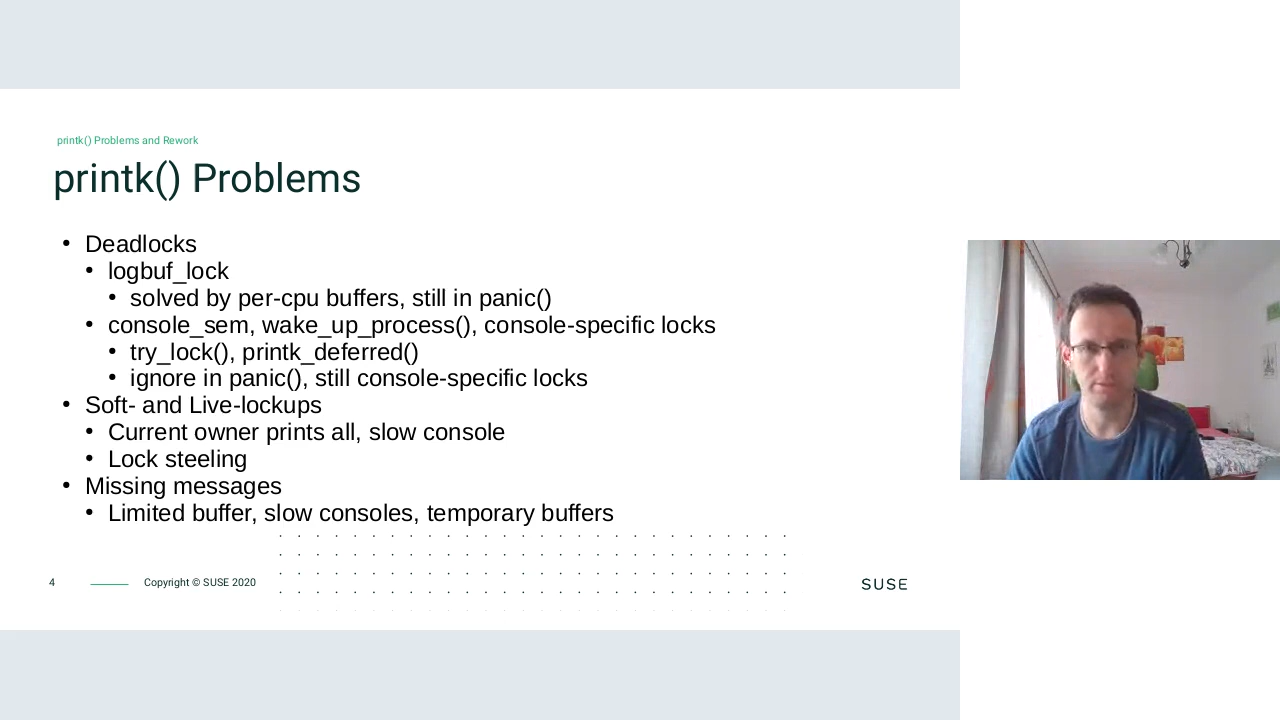 printk() Problems and Rework
printk() Problems
• Deadlocks
• logbuf_lock
• solved by per-cpu buffers, still in panic()
• console_sem, wake_up_process(), console-specific locks
• try_lock(), printk_deferred()
• ignore in panic(), still console-specific locks
• Soft- and Live-lockups
• Current owner prints all, slow console
• Lock steeling
• Missing messages
• Limited buffer, slow consoles, temporary buffers
4 Copyright © SUSE 2020 SUSE